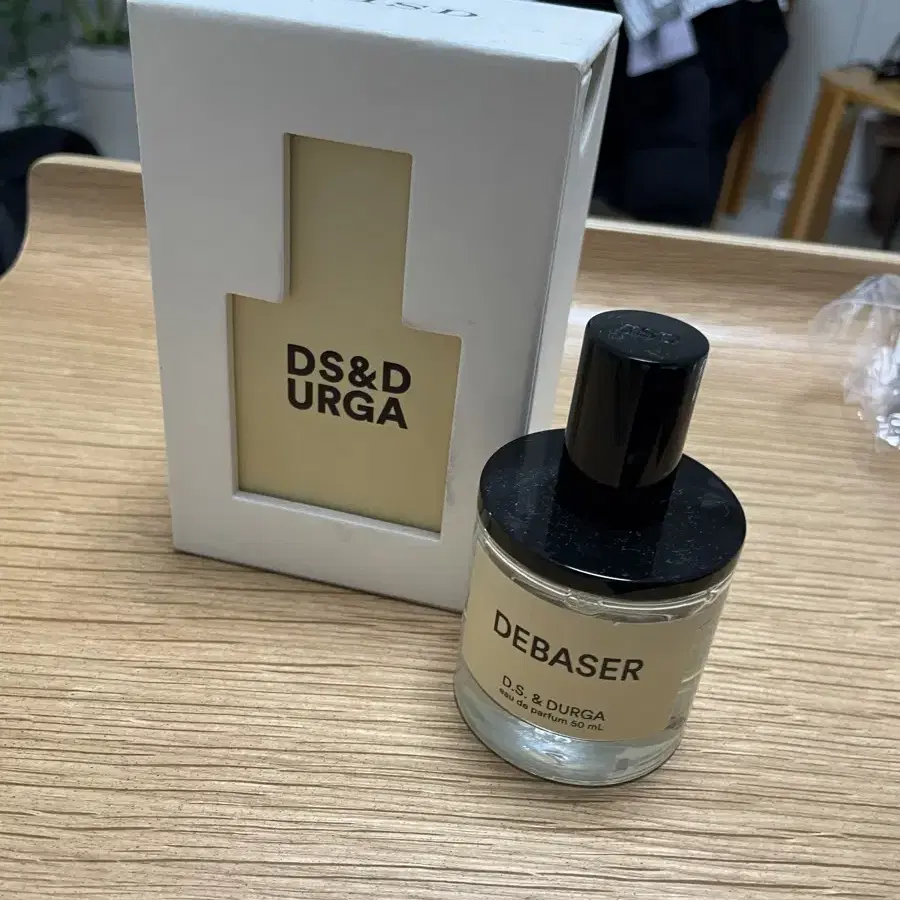 DS&D
URGA
DEBASER
D.S. & DURGA
eau de parfum 50 mL